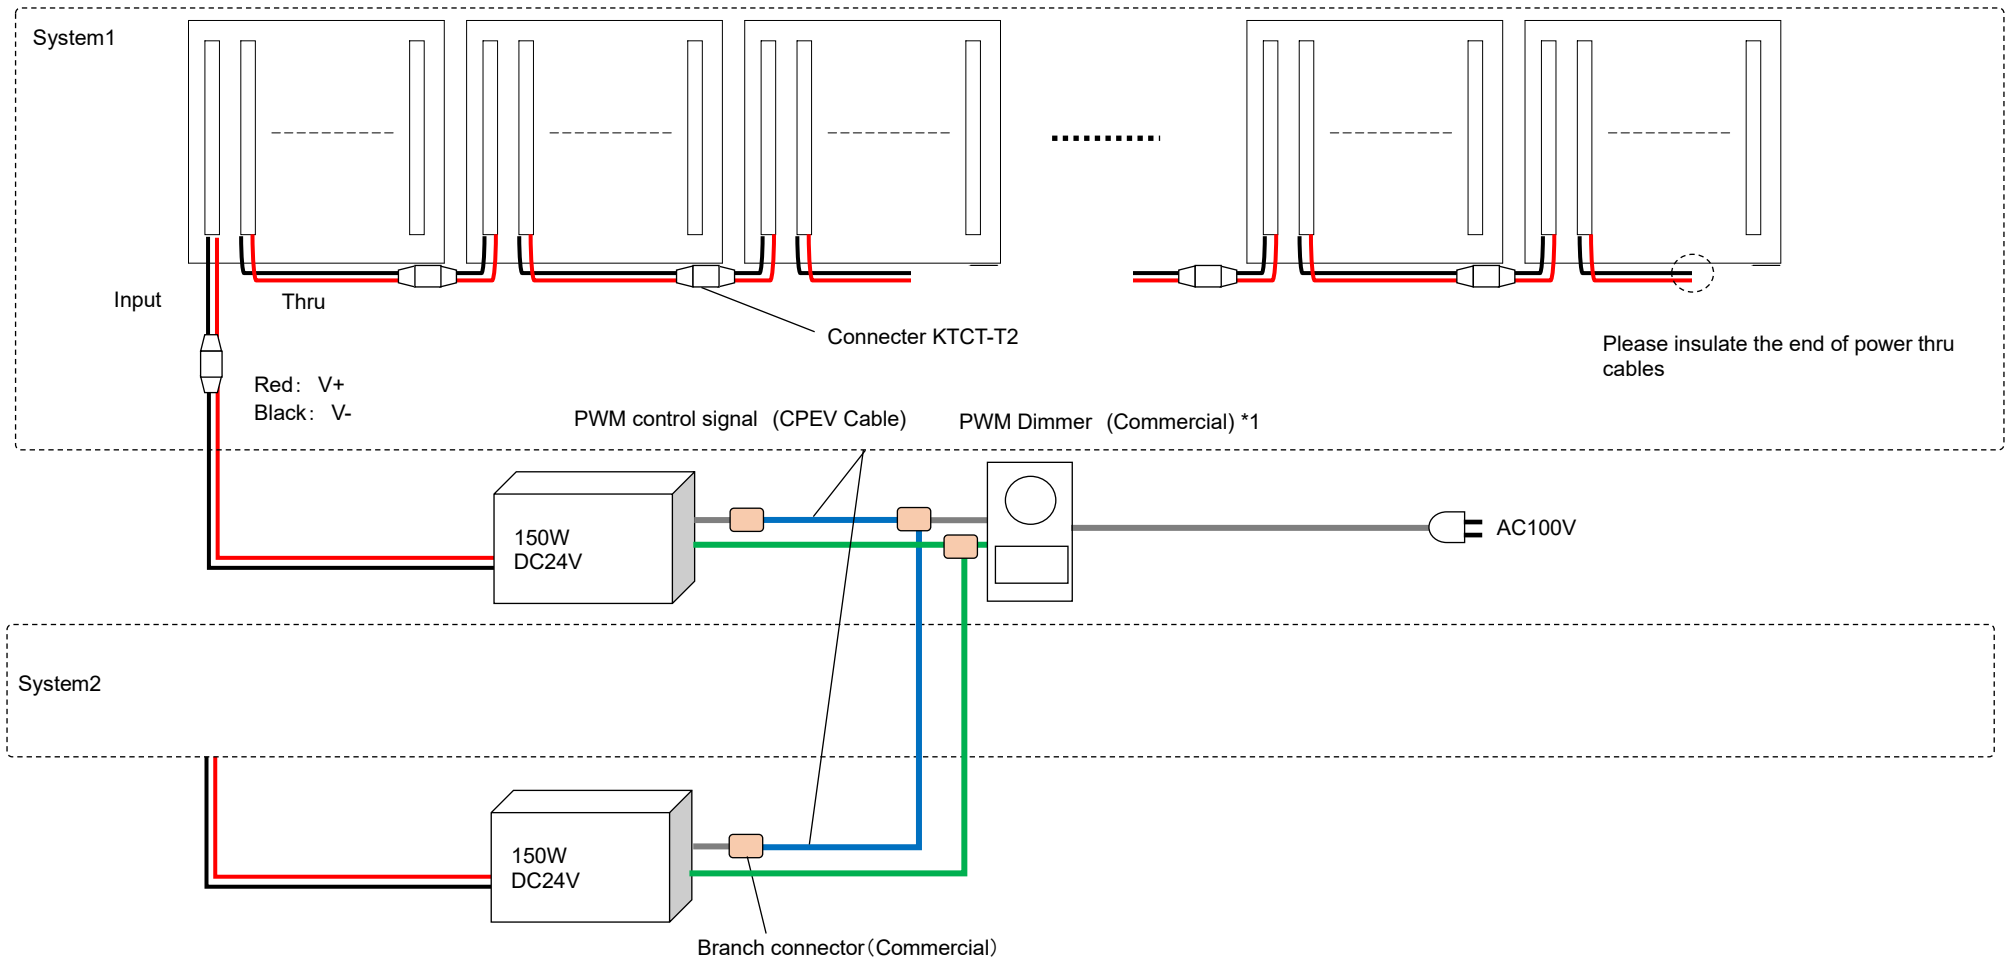 System1
Input
Thru
Connecter KTCT-T2
Please insulate the end of power thru
cables
Red： V+
Black： V-
PWM control signal (CPEV Cable)
PWM Dimmer (Commercial) *1
150W
DC24V
AC100V
System2
150W
DC24V
Branch connector（Commercial）